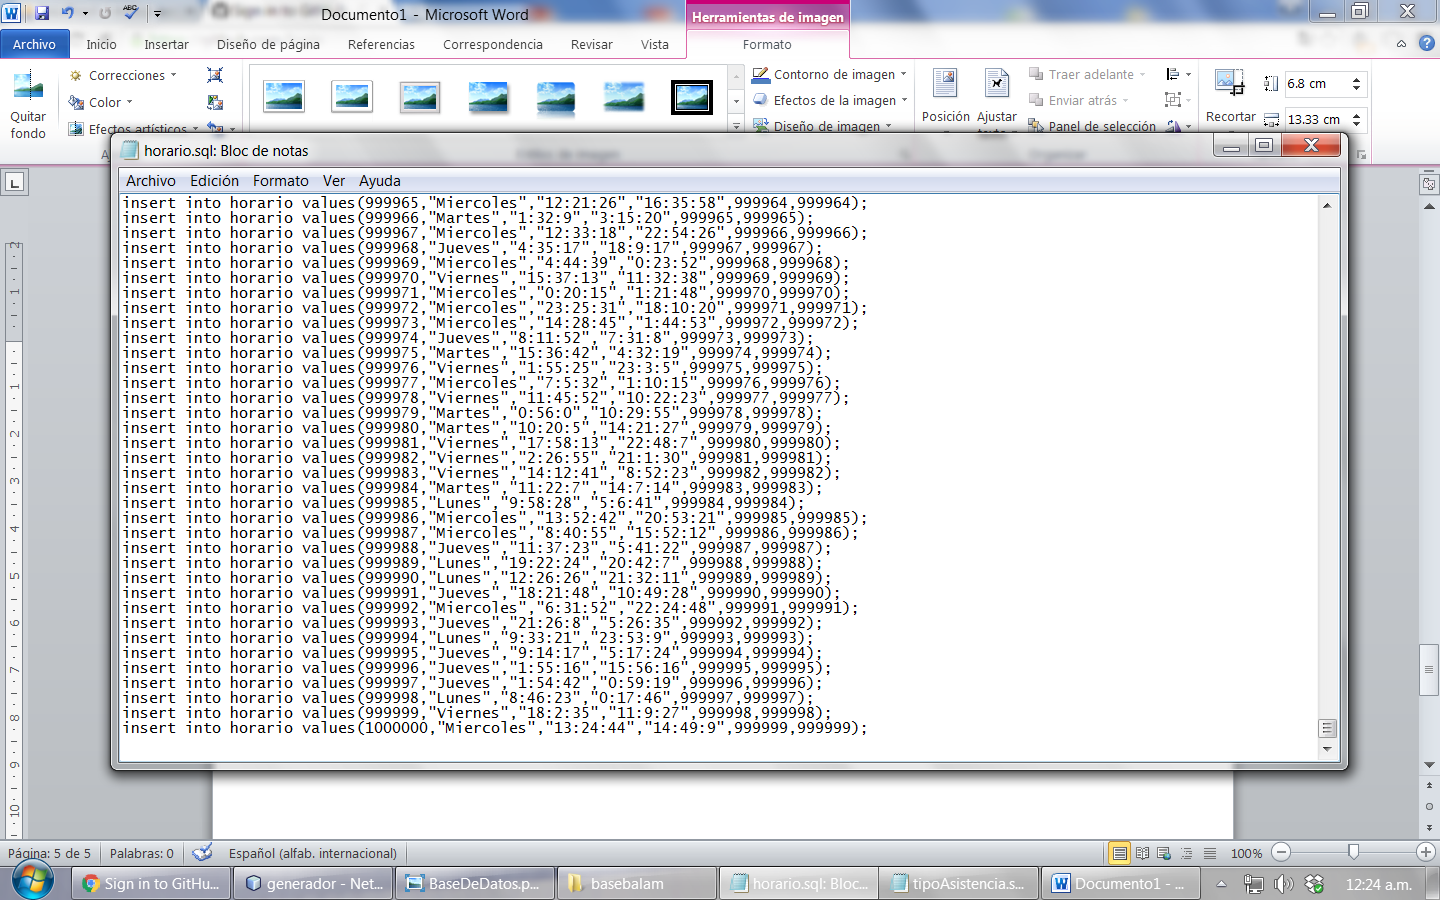 Documento1 - Microsoft Word
Herramientas de imagen
Archivo Inicio Insertar Diseño de página Referencias Correspondencia Revisar Vista Formato
Correcciones
Color
Efectos artísticos
Quitar fondo
Contorno de imagen
Efectos de la imagen
Diseño de imagen
Posición
Ajustar
Traer adelante
Enviar atrás
Panel de selección
Recortar
6.8 cm
13.33 cm
horario.sql: Bloc de notas
Archivo Edición Formato Ver Ayuda
insert into horario values(999965,"Miercoles","12:21:26","16:35:58",999964,999964);
insert into horario values(999966,"Martes","1:32:9","3:15:20",999965,999965);
insert into horario values(999967,"Miercoles","12:33:18","22:54:26",999966,999966);
insert into horario values(999968,"Jueves","4:35:17","18:9:17",999967,999967);
insert into horario values(999969,"Miercoles","4:44:39","0:23:52",999968,999968);
insert into horario values(999970,"Viernes","15:37:13","11:32:38",999969,999969);
insert into horario values(999971,"Miercoles","0:20:15","1:21:48",999970,999970);
insert into horario values(999972,"Miercoles","23:25:31","18:10:20",999971,999971);
insert into horario values(999973,"Miercoles","14:28:45","1:44:53",999972,999972);
insert into horario values(999974,"Jueves","8:11:52","7:31:8",999973,999973);
insert into horario values(999975,"Martes","15:36:42","4:32:19",999974,999974);
insert into horario values(999976,"Viernes","1:55:25","23:3:5",999975,999975);
insert into horario values(999977,"Miercoles","7:5:32","1:10:15",999976,999976);
insert into horario values(999978,"Viernes","11:45:52","10:22:23",999977,999977);
insert into horario values(999979,"Martes","0:56:0","10:29:55",999978,999978);
insert into horario values(999980,"Martes","10:20:5","14:21:27",999979,999979);
insert into horario values(999981,"Viernes","17:58:13","22:48:7",999980,999980);
insert into horario values(999982,"Viernes","2:26:55","21:1:30",999981,999981);
insert into horario values(999983,"Viernes","14:12:41","8:52:23",999982,999982);
insert into horario values(999984,"Martes","11:22:7","14:7:14",999983,999983);
insert into horario values(999985,"Lunes","9:58:28","5:6:41",999984,999984);
insert into horario values(999986,"Miercoles","13:52:42","20:53:21",999985,999985);
insert into horario values(999987,"Miercoles","8:40:55","15:52:12",999986,999986);
insert into horario values(999988,"Jueves","11:37:23","5:41:22",999987,999987);
insert into horario values(999989,"Lunes","19:22:24","20:42:7",999988,999988);
insert into horario values(999990,"Lunes","12:26:26","21:32:11",999989,999989);
insert into horario values(999991,"Jueves","18:21:48","10:49:28",999990,999990);
insert into horario values(999992,"Miercoles","6:31:52","22:24:48",999991,999991);
insert into horario values(999993,"Jueves","21:26:8","5:26:35",999992,999992);
insert into horario values(999994,"Lunes","9:33:21","23:53:9",999993,999993);
insert into horario values(999995,"Jueves","9:14:17","5:17:24",999994,999994);
insert into horario values(999996,"Jueves","1:55:16","15:56:16",999995,999995);
insert into horario values(999997,"Jueves","1:54:42","0:59:19",999996,999996);
insert into horario values(999998,"Lunes","8:46:23","0:17:46",999997,999997);
insert into horario values(999999,"Viernes","18:2:35","11:9:27",999998,999998);
insert into horario values(1000000,"Miercoles","13:24:44","14:49:9",999999,999999);
Página: 5 de 5 Palabras: 0 Español (alfab. internacional) 100%
Sign in to GitHu... generador - Net... BaseDeDatos.p... basebalam horario.sql: Bloc... tipoAsistencia.s... Documento1 - ... 12:24 a.m.